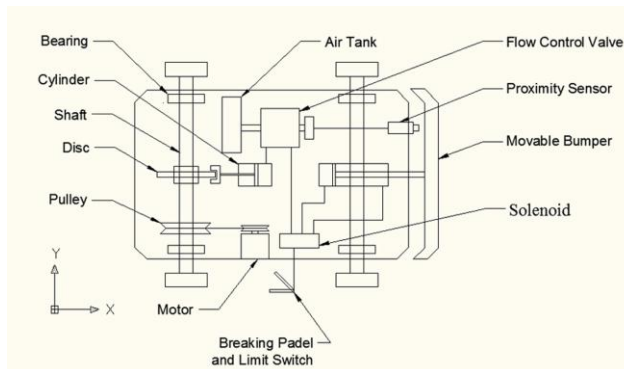 Bearing
Air Tank
Flow Control Valve
Cylinder
Proximity Sensor
Shaft
Disc
Movable Bumper
Pulley
Solenoid
Y
X
Motor
Breaking Padel
and Limit Switch